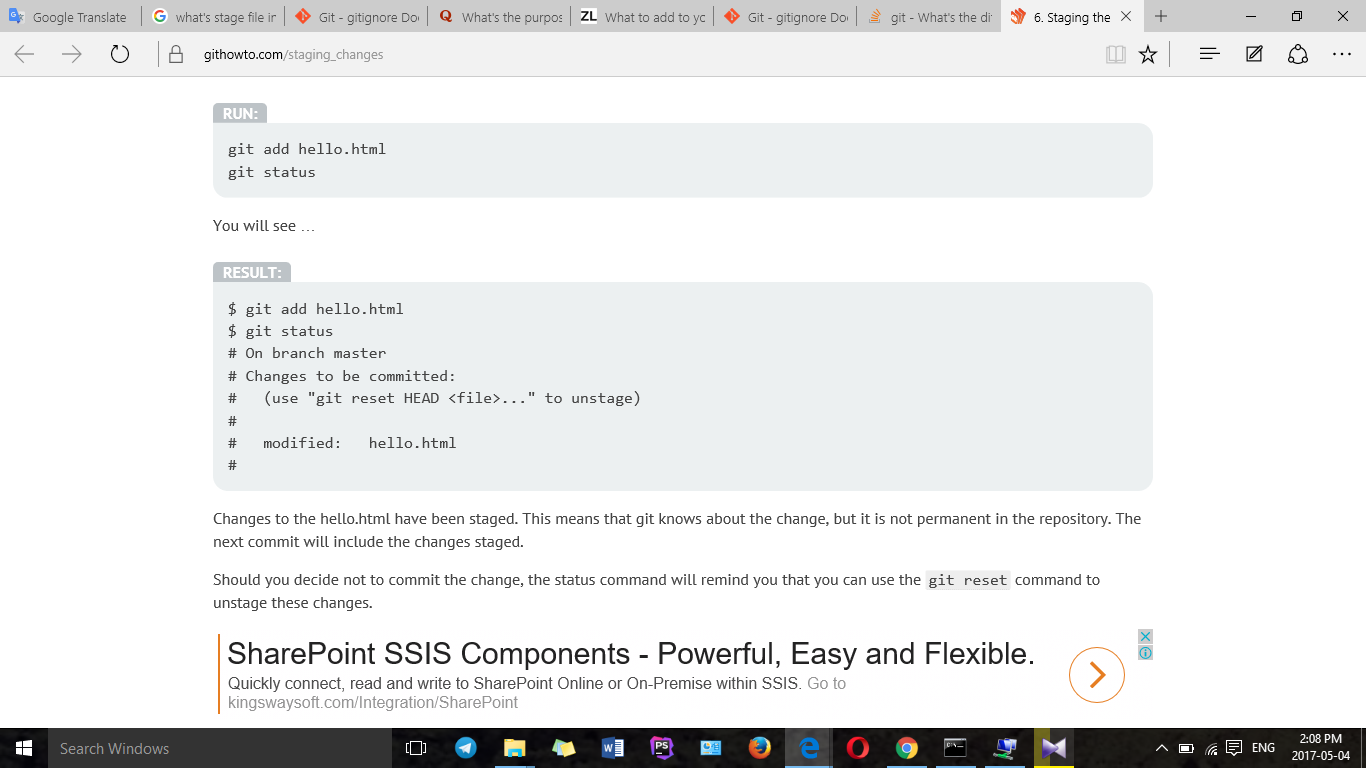 Google Translate
what's stage file in
Git - gitignore Do
What's the purpos
ZL What to add to yc
Git - gitignore Do
git - What's the di
6. Staging the
githowto.com/staging_changes
RUN:
git add hello.html
git status
You will see …
RESULT:
$ git add hello.html
$ git status
# On branch master
# Changes to be committed:
#   (use "git reset HEAD <file>..." to unstage)
#
#   modified:   hello.html
#
Changes to the hello.html have been staged. This means that git knows about the change, but it is not permanent in the repository. The
next commit will include the changes staged.
Should you decide not to commit the change, the status command will remind you that you can use the git reset command to
unstage these changes.
SharePoint SSIS Components - Powerful, Easy and Flexible.
Quickly connect, read and write to SharePoint Online or On-Premise within SSIS. Go to
kingswaysoft.com/Integration/SharePoint
Search Windows
PS
ENG
2:08 PM
2017-05-04